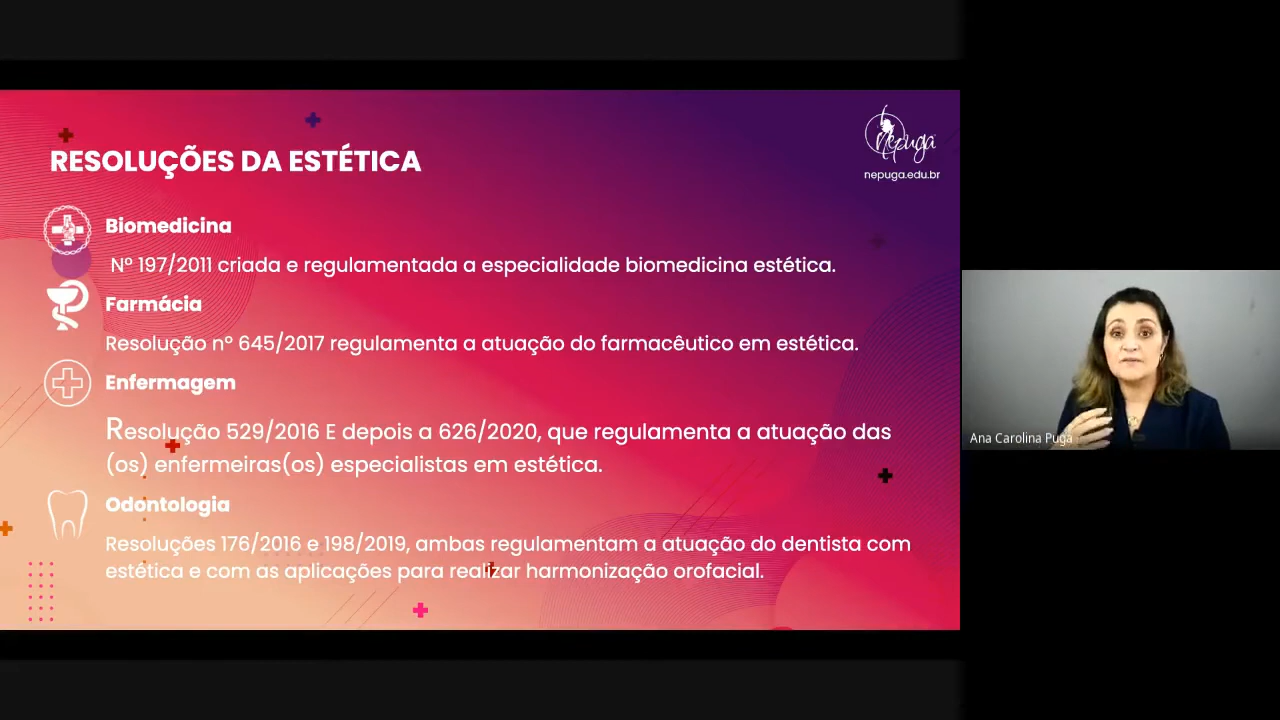 nepuga
nepuga.edu.br
RESOLUÇÕES DA ESTÉTICA
Biomedicina
Nº 197/2011 criada e regulamentada a especialidade biomedicina estética.
Farmácia
Resolução nº 645/2017 regulamenta a atuação do farmacêutico em estética.
Enfermagem
Resolução 529/2016 E depois a 626/2020, que regulamenta a atuação das
(os) enfermeiras(os) especialistas em estética.
Odontologia
Resoluções 176/2016 e 198/2019, ambas regulamentam a atuação do dentista com
estética e com as aplicações para realizar harmonização orofacial.
Ana Carolina Puga